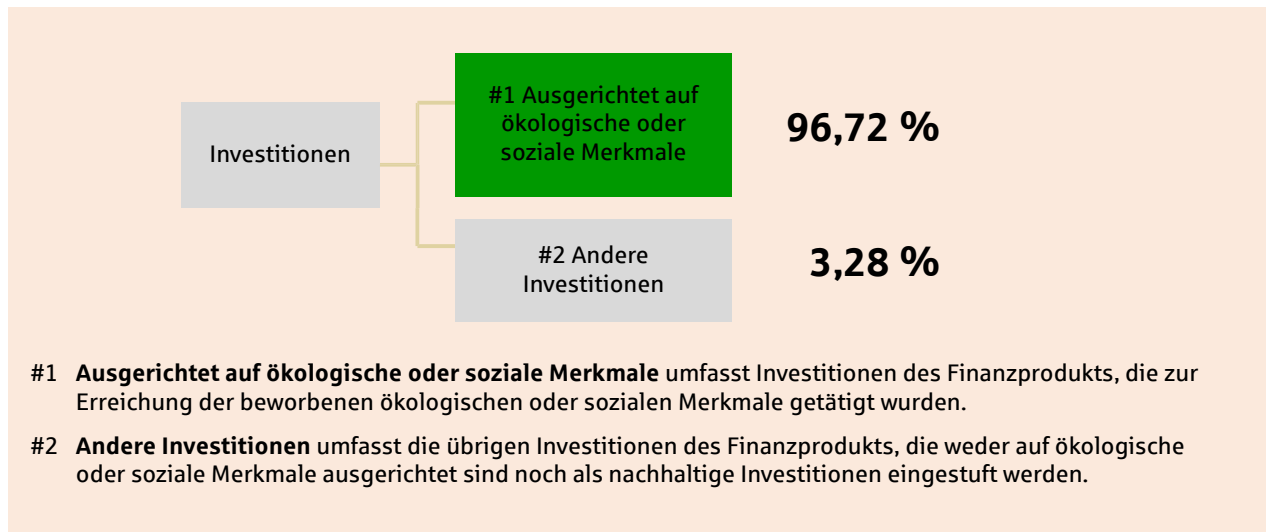 Investitionen
#1 Ausgerichtet auf
ökologische oder
soziale Merkmale
96,72 %
#2 Andere
Investitionen
3,28 %
#1 Ausgerichtet auf ökologische oder soziale Merkmale umfasst Investitionen des Finanzprodukts, die zur
Erreichung der beworbenen ökologischen oder sozialen Merkmale getätigt wurden.
#2 Andere Investitionen umfasst die übrigen Investitionen des Finanzprodukts, die weder auf ökologische
oder soziale Merkmale ausgerichtet sind noch als nachhaltige Investitionen eingestuft werden.